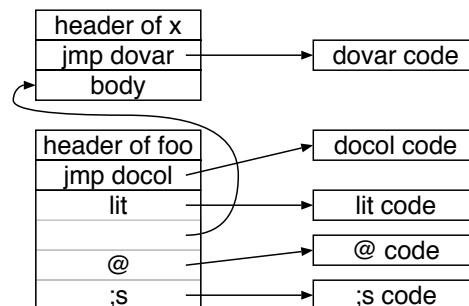 header of x
jmp dovar
dovar code
body
header of foo
docol code
jmp docol
lit
lit code
@
@ code
;s
;s code